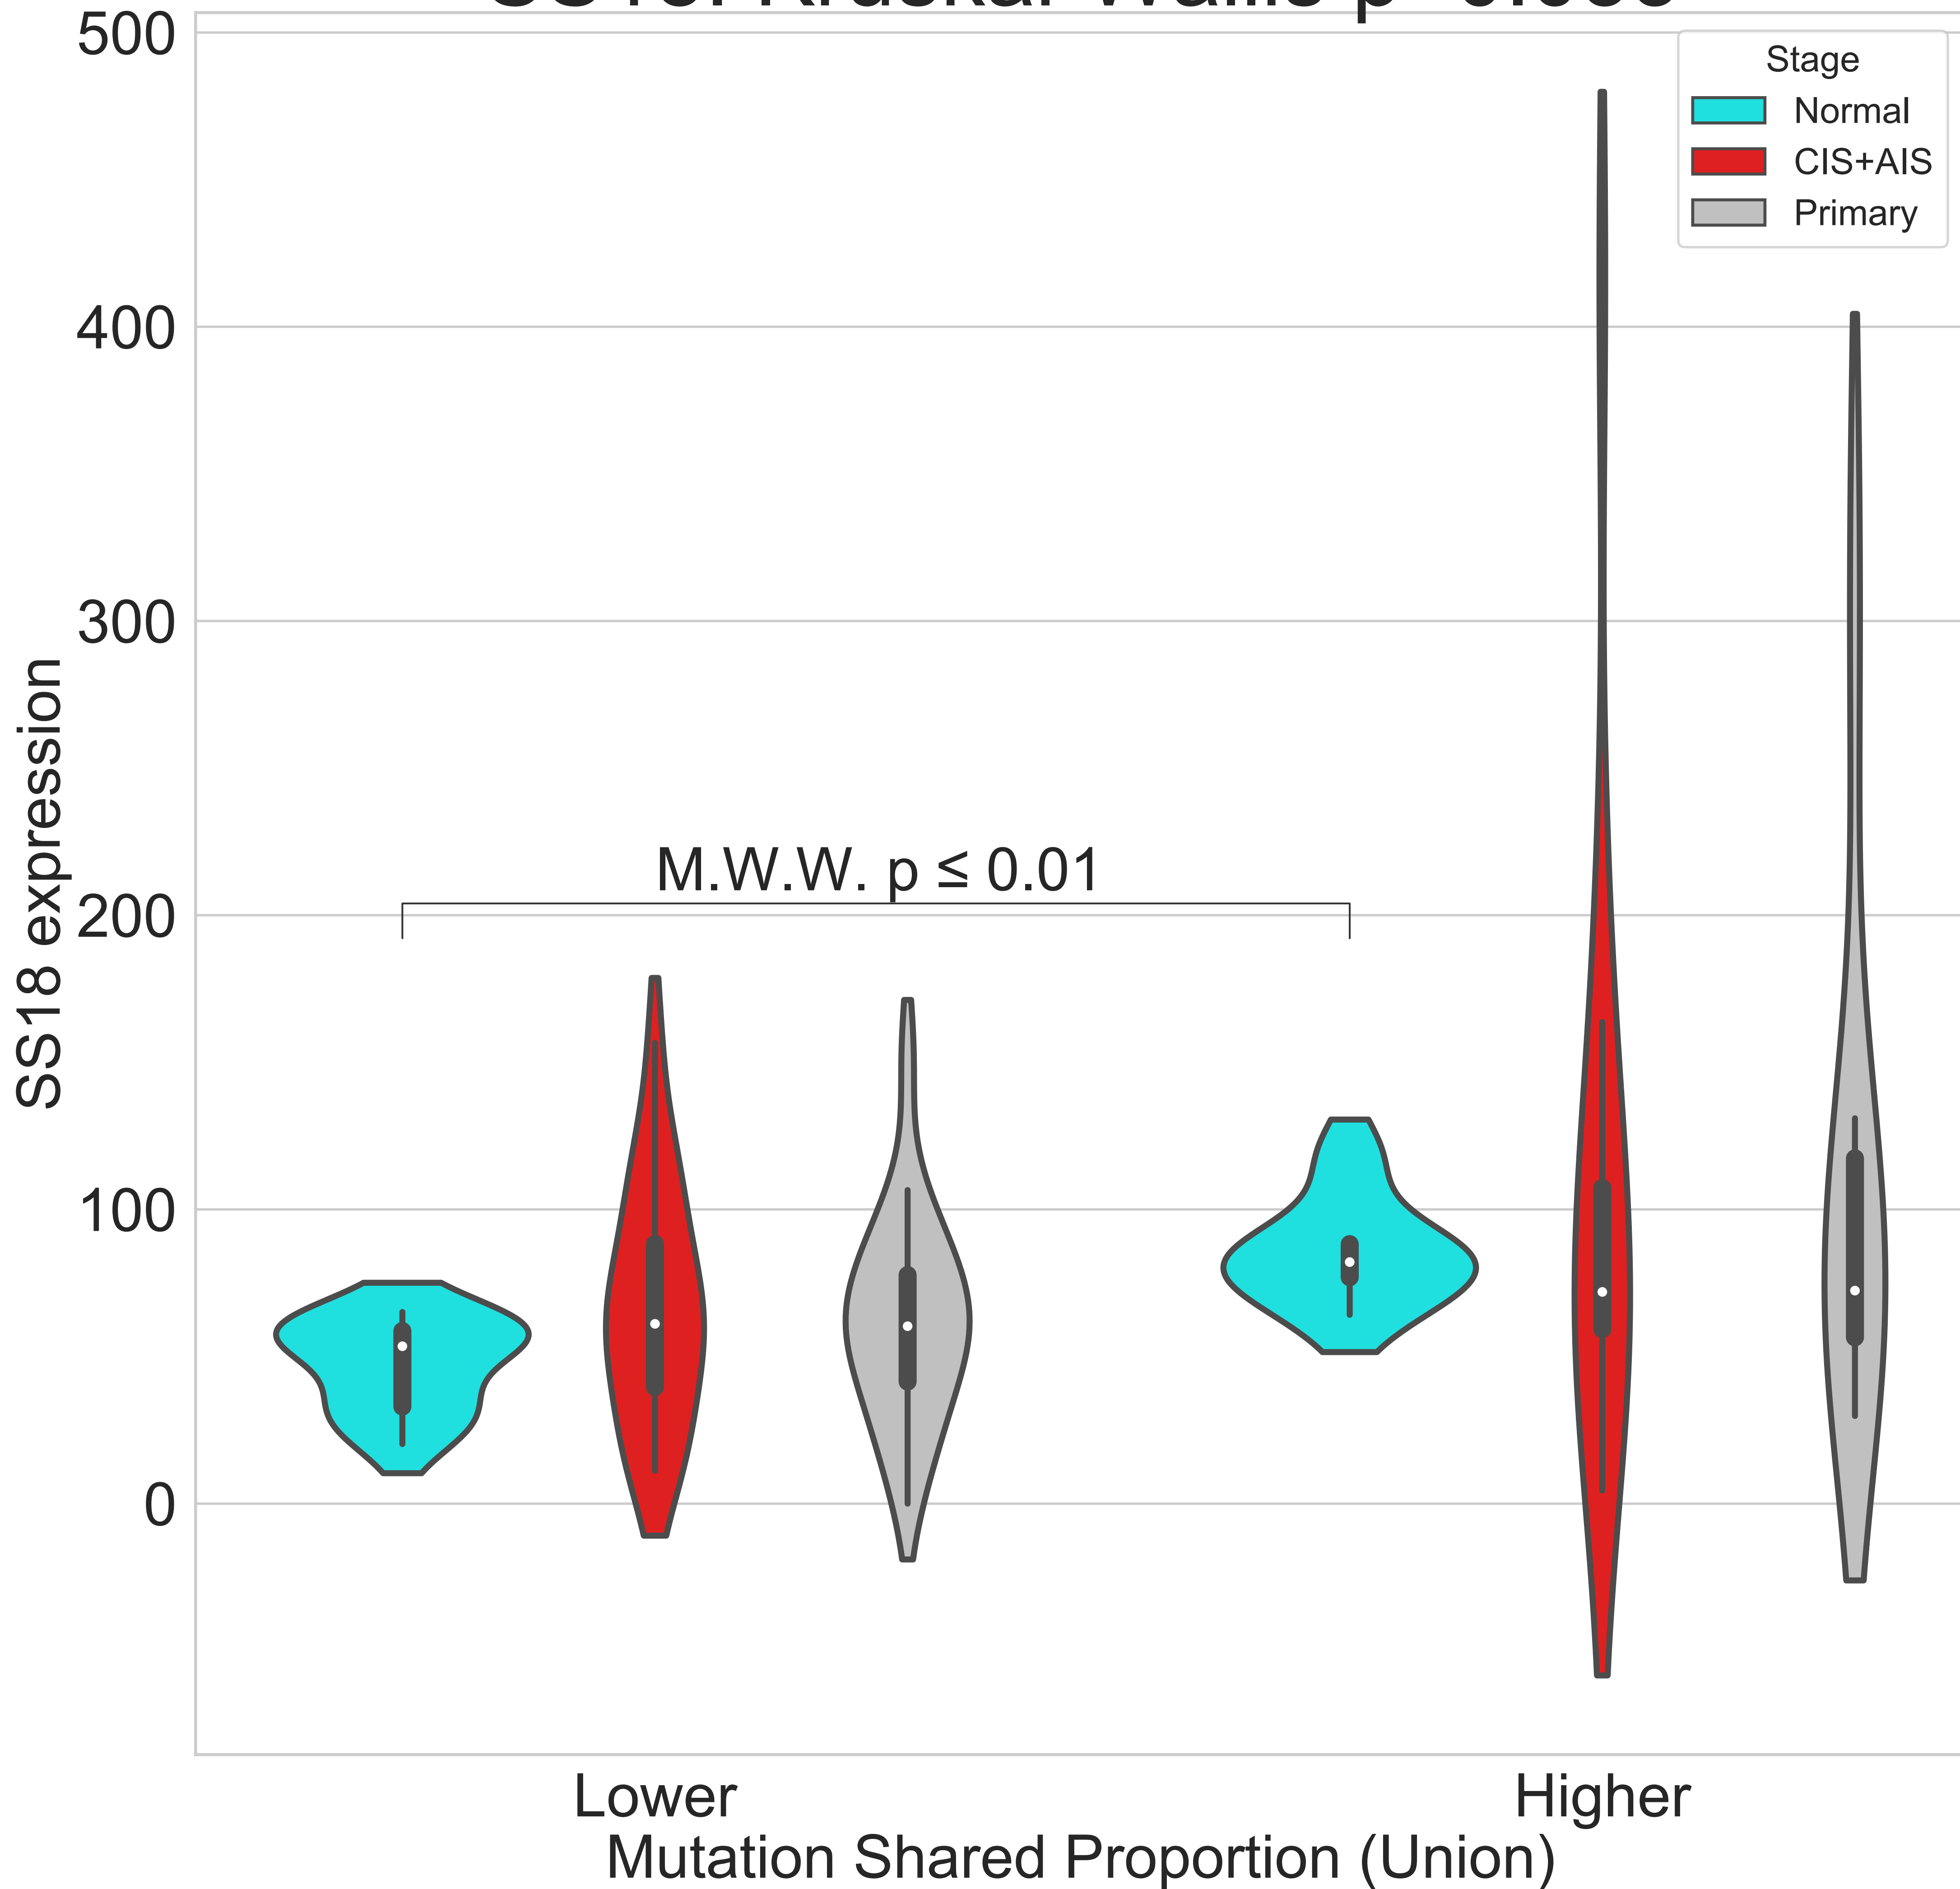 500
400
300
200
100
0
SS18 expression
Stage
Normal
CIS+AIS
Primary
M.W.W. p ≤ 0.01
Lower
Higher
Mutation Shared Proportion (Union)